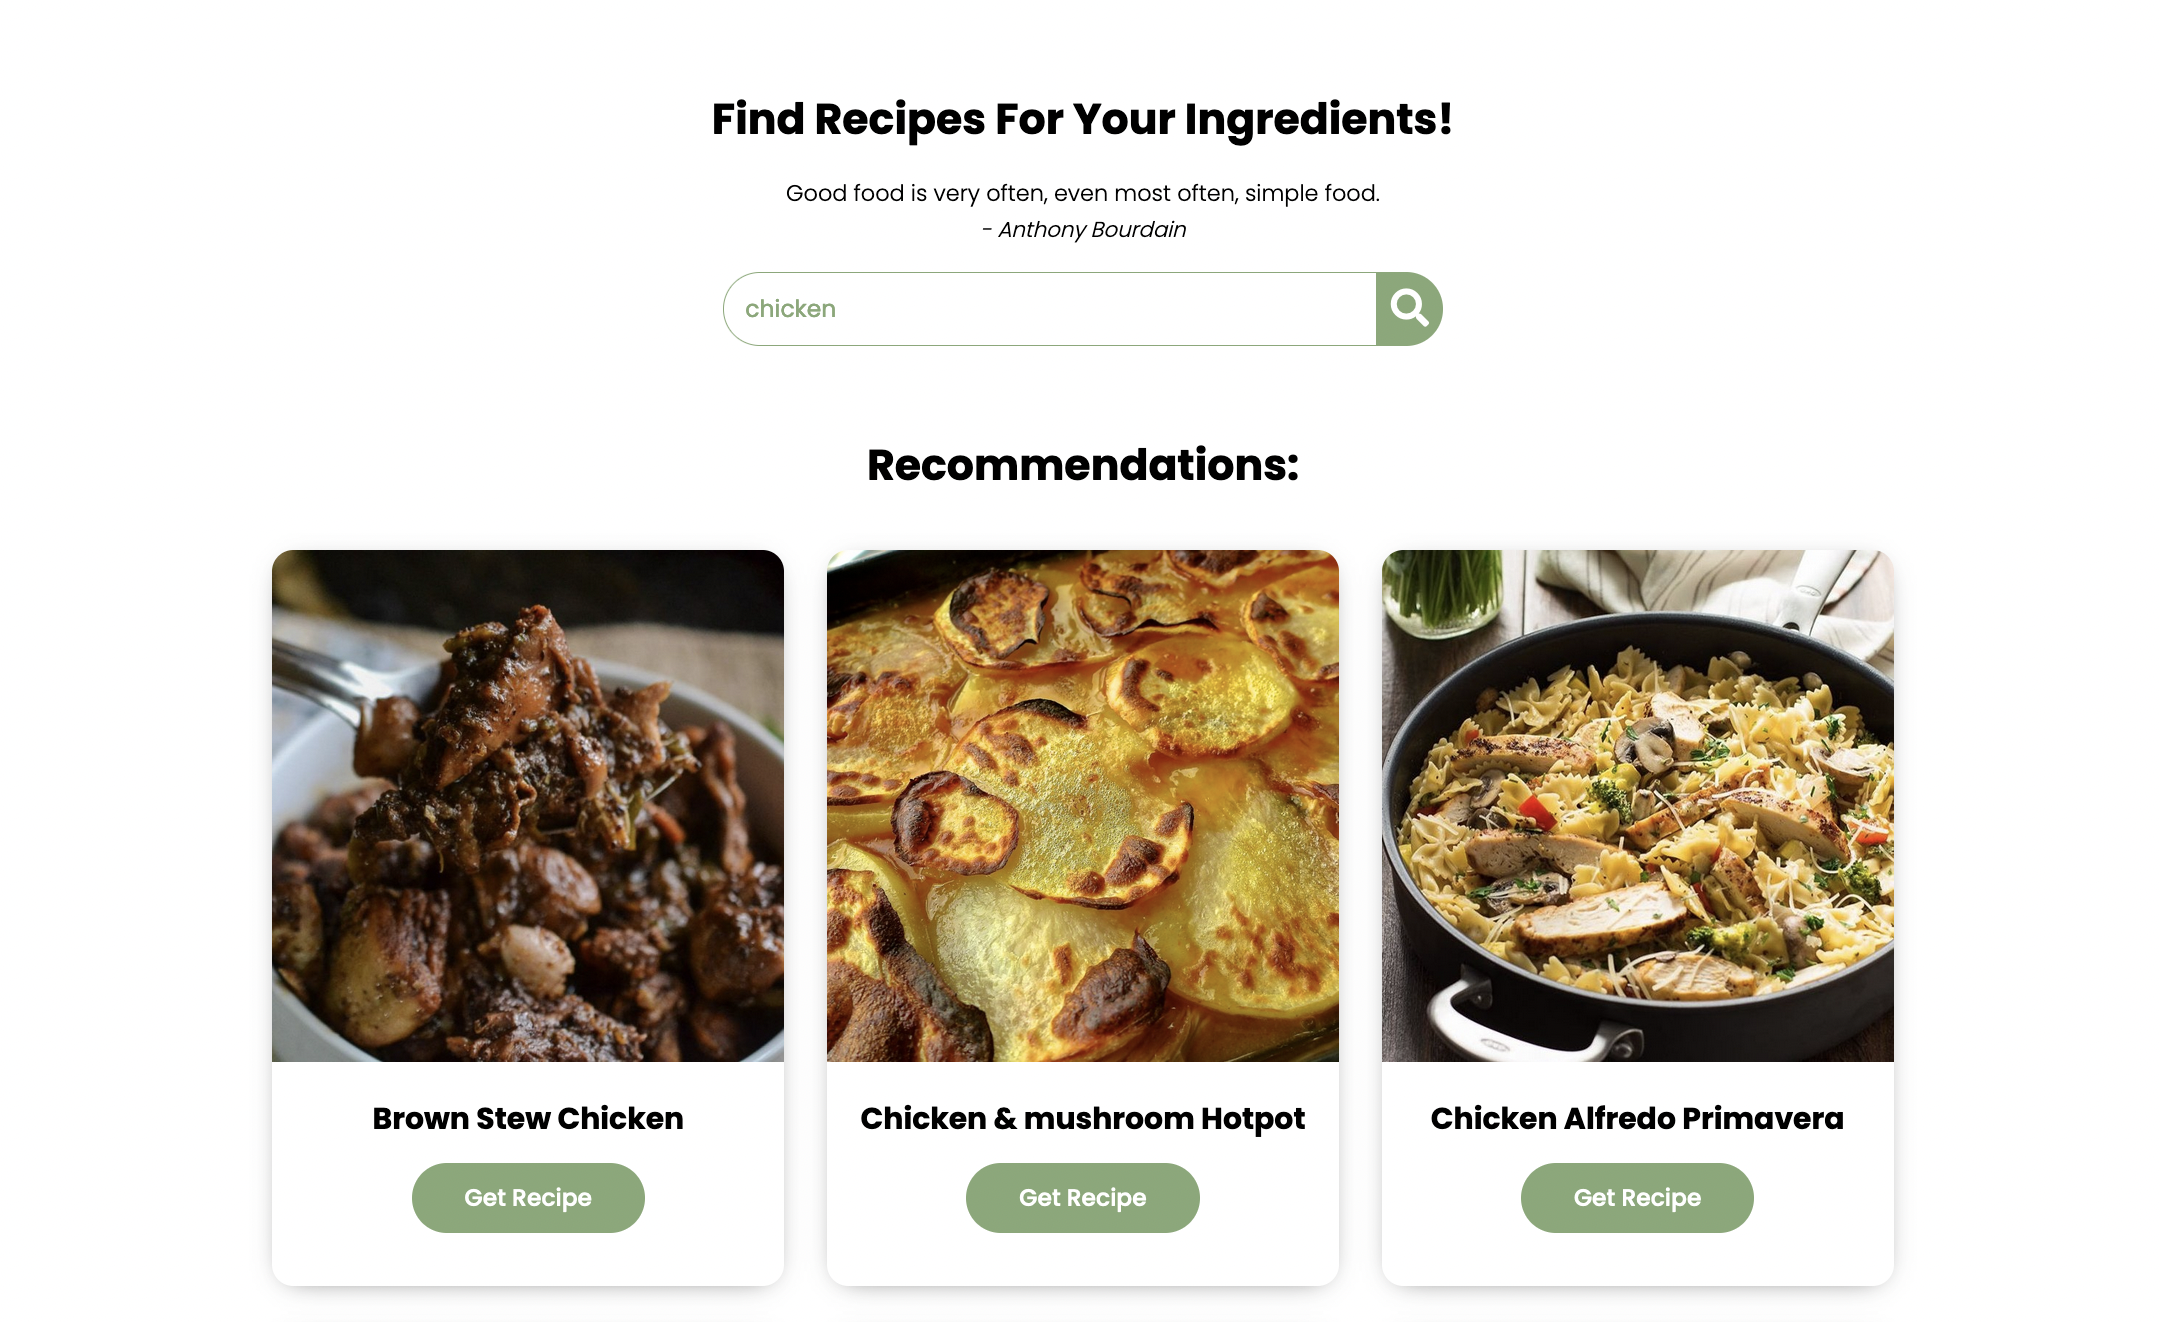 Find Recipes For Your Ingredients!
Good food is very often, even most often, simple food.
- Anthony Bourdain
chicken
Recommendations:
Brown Stew Chicken
Get Recipe
Chicken & mushroom Hotpot
Get Recipe
Chicken Alfredo Primavera
Get Recipe